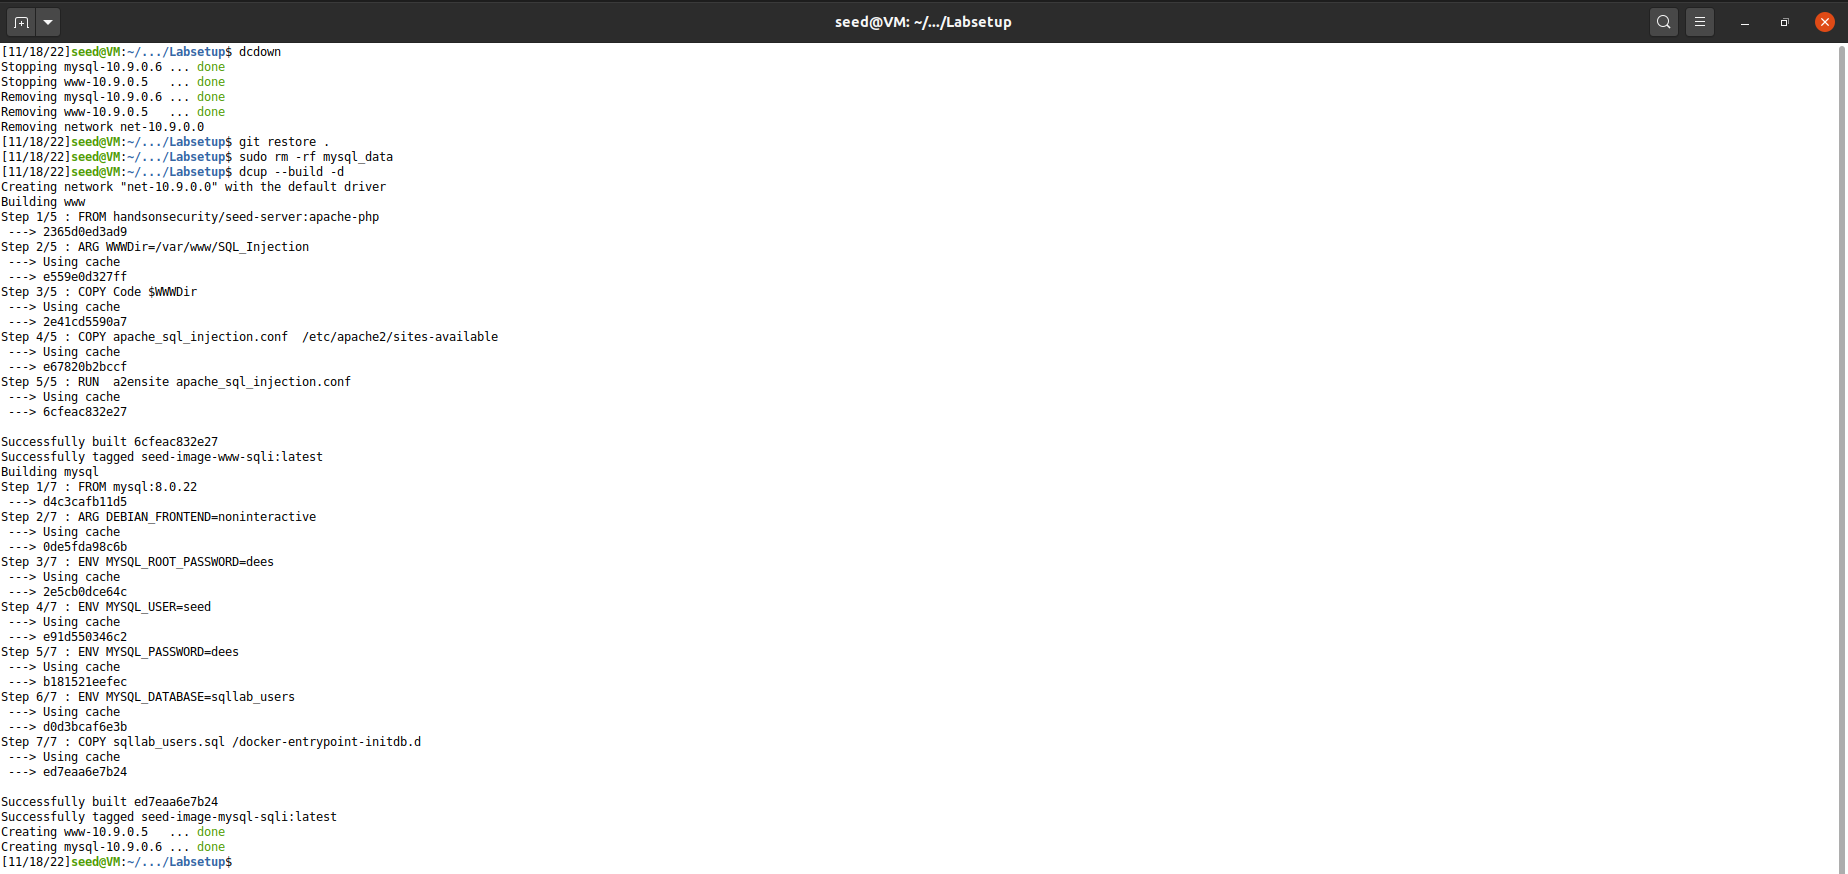 seed@VM: ~/.../Labsetup
[11/18/22]seed@VM:~/.../Labsetup$ dcdown
Stopping mysql-10.9.0.6 ... done
Stopping www-10.9.0.5   ... done
Removing mysql-10.9.0.6 ... done
Removing www-10.9.0.5   ... done
Removing network net-10.9.0.0
[11/18/22]seed@VM:~/.../Labsetup$ git restore .
[11/18/22]seed@VM:~/.../Labsetup$ sudo rm -rf mysql_data
[11/18/22]seed@VM:~/.../Labsetup$ dcup --build -d
Creating network "net-10.9.0.0" with the default driver
Building www
Step 1/5 : FROM handsonsecurity/seed-server:apache-php
 ---> 2365d0ed3ad9
Step 2/5 : ARG WWWDir=/var/www/SQL_Injection
 ---> Using cache
 ---> e559e0d327ff
Step 3/5 : COPY Code $WWWDir
 ---> Using cache
 ---> 2e41cd5590a7
Step 4/5 : COPY apache_sql_injection.conf  /etc/apache2/sites-available
 ---> Using cache
 ---> e67820b2bccf
Step 5/5 : RUN  a2ensite apache_sql_injection.conf
 ---> Using cache
 ---> 6cfeac832e27

Successfully built 6cfeac832e27
Successfully tagged seed-image-www-sqli:latest
Building mysql
Step 1/7 : FROM mysql:8.0.22
 ---> d4c3cafb11d5
Step 2/7 : ARG DEBIAN_FRONTEND=noninteractive
 ---> Using cache
 ---> 0de5fda98c6b
Step 3/7 : ENV MYSQL_ROOT_PASSWORD=dees
 ---> Using cache
 ---> 2e5cb0dce64c
Step 4/7 : ENV MYSQL_USER=seed
 ---> Using cache
 ---> e91d550346c2
Step 5/7 : ENV MYSQL_PASSWORD=dees
 ---> Using cache
 ---> b181521eefec
Step 6/7 : ENV MYSQL_DATABASE=sqllab_users
 ---> Using cache
 ---> d0d3bcaf6e3b
Step 7/7 : COPY sqllab_users.sql /docker-entrypoint-initdb.d
 ---> Using cache
 ---> ed7eaa6e7b24

Successfully built ed7eaa6e7b24
Successfully tagged seed-image-mysql-sqli:latest
Creating www-10.9.0.5   ... done
Creating mysql-10.9.0.6 ... done
[11/18/22]seed@VM:~/.../Labsetup$